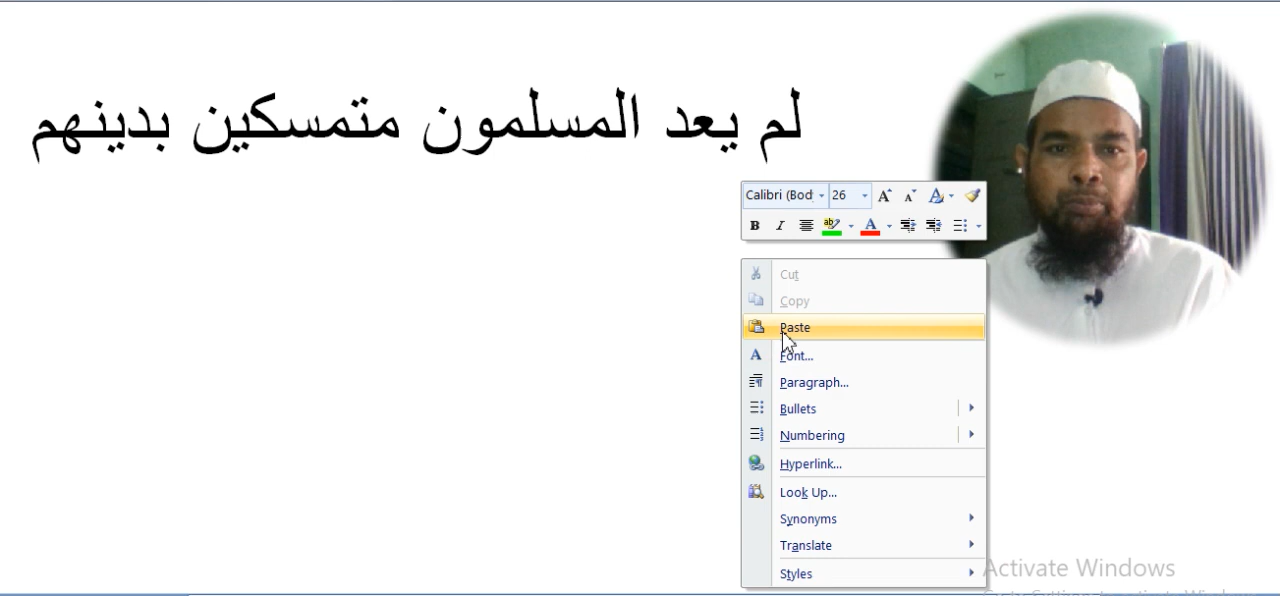 لم يعد المسلمون متمسكين بدينهم
Calibri (Bod
26
Cut
Copy
Paste
Font...
Paragraph...
Bullets
Numbering
Hyperlink...
Look Up...
Synonyms
Translate
Styles
Activate Windows